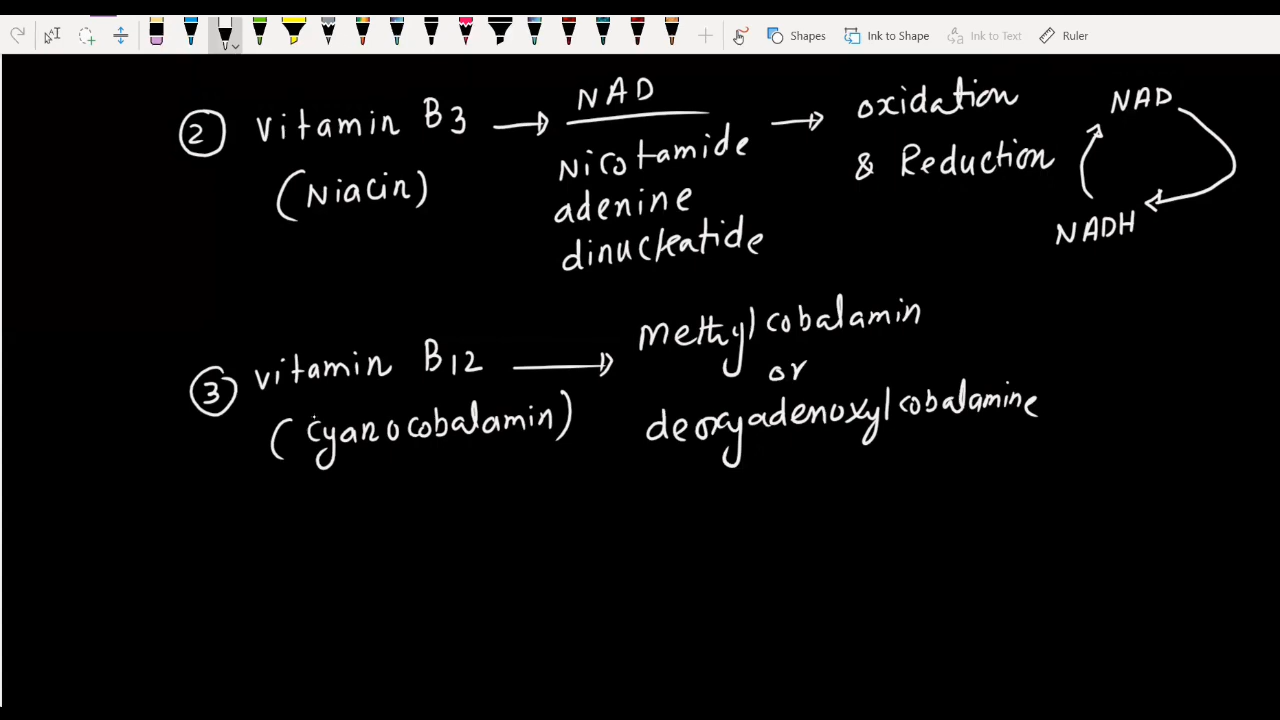 Shapes Ink to Shape Ink to Text Ruler
② vitamin B3 → NAD → oxidation NAD
(Niacin) Nicotamide & Reduction
adenine NADH
dinucleatide
③ vitamin B12 → Methylcobalamin
or
(cyanocobalamin) deoxyadenoxylcobalamine